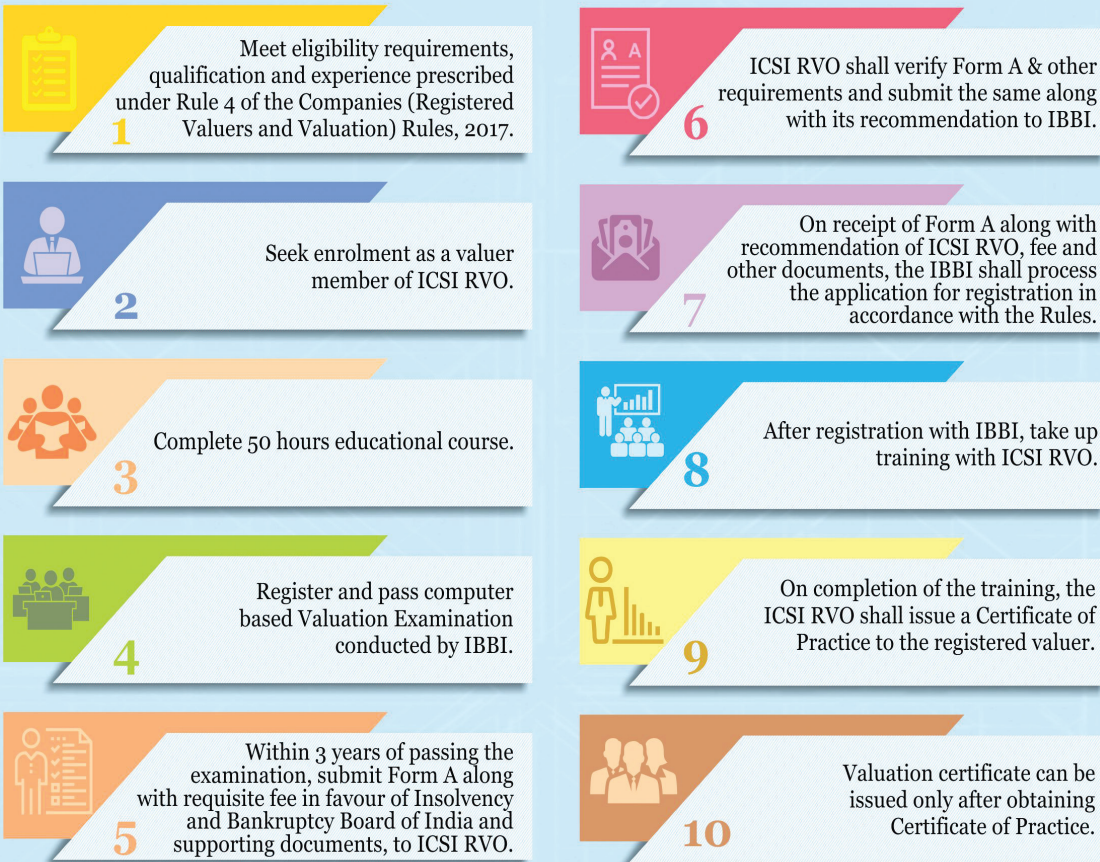 Meet eligibility requirements,
qualification and experience prescribed
under Rule 4 of the Companies (Registered
Valuers and Valuation) Rules, 2017.
1
Seek enrolment as a valuer
member of ICSI RVO.
2
Complete 50 hours educational course.
3
Register and pass computer
based Valuation Examination
conducted by IBBI.
4
Within 3 years of passing the
examination, submit Form A along
with requisite fee in favour of Insolvency
and Bankruptcy Board of India and
supporting documents, to ICSI RVO.
5
A
ICSI RVO shall verify Form A & other
requirements and submit the same along
with its recommendation to IBBI.
6
On receipt of Form A along with
recommendation of ICSI RVO, fee and
other documents, the IBBI shall process
the application for registration in
accordance with the Rules.
7
After registration with IBBI, take up
training with ICSI RVO.
8
On completion of the training, the
ICSI RVO shall issue a Certificate of
Practice to the registered valuer.
9
Valuation certificate can be
issued only after obtaining
Certificate of Practice.
10